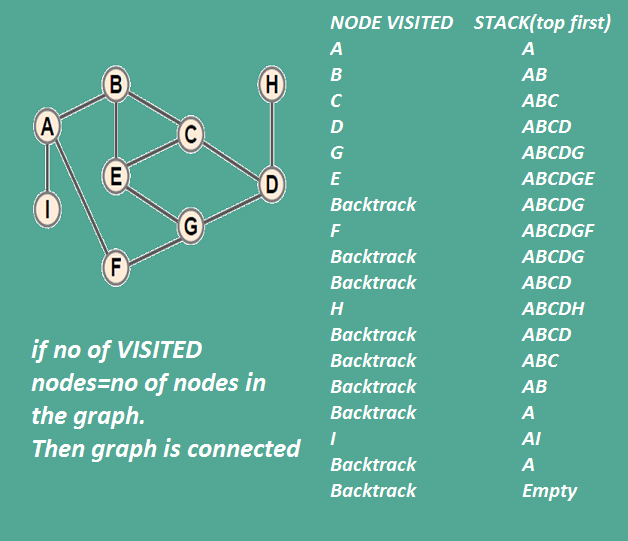 B
H
A
C
E
D
I
G
F
if no of VISITED
nodes=no of nodes in
the graph.
Then graph is connected
NODE VISITED STACK(top first)
A A
B AB
C ABC
D ABCD
G ABCDG
E ABCDGE
Backtrack ABCDG
F ABCDGF
Backtrack ABCDG
Backtrack ABCD
H ABCDH
Backtrack ABCD
Backtrack ABC
Backtrack AB
Backtrack A
I AI
Backtrack A
Backtrack Empty